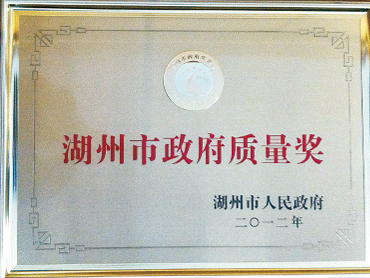 湖州市政府质量奖
湖州市人民政府
二〇一二年